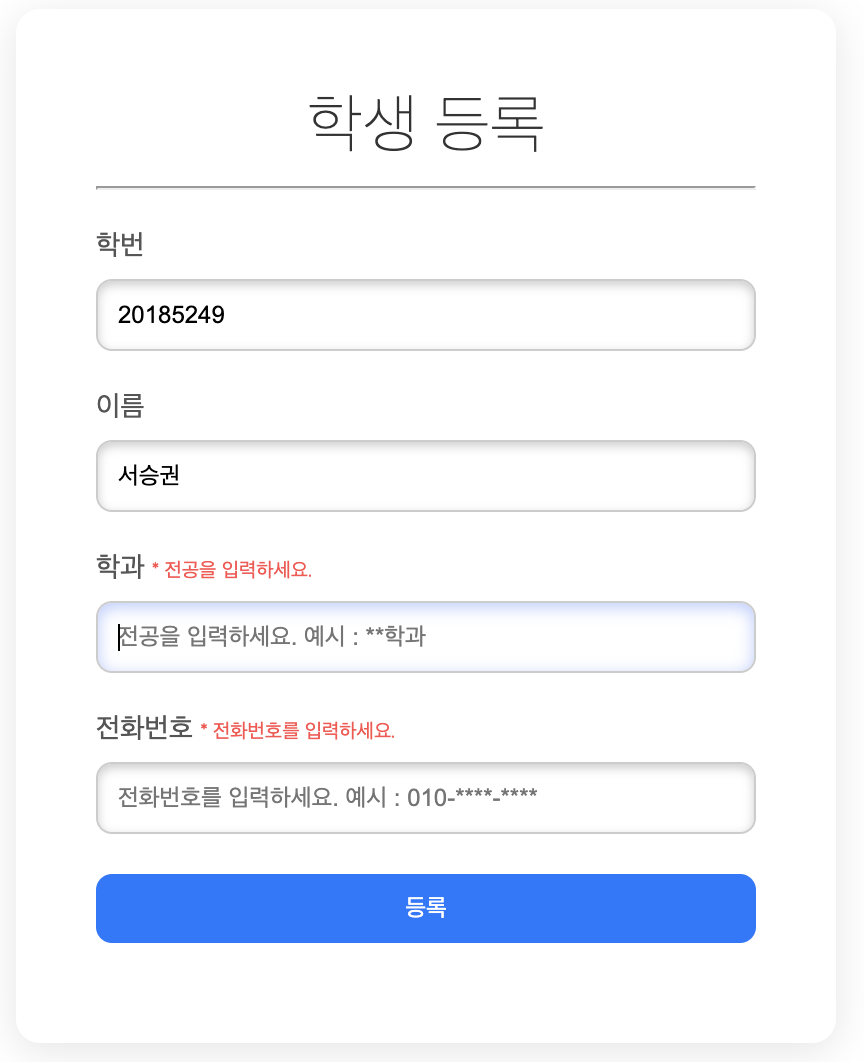 학생 등록
학번
20185249
이름
서승권
학과 * 전공을 입력하세요.
전공을 입력하세요. 예시 : **학과
전화번호 * 전화번호를 입력하세요.
전화번호를 입력하세요. 예시 : 010-****-****
등록